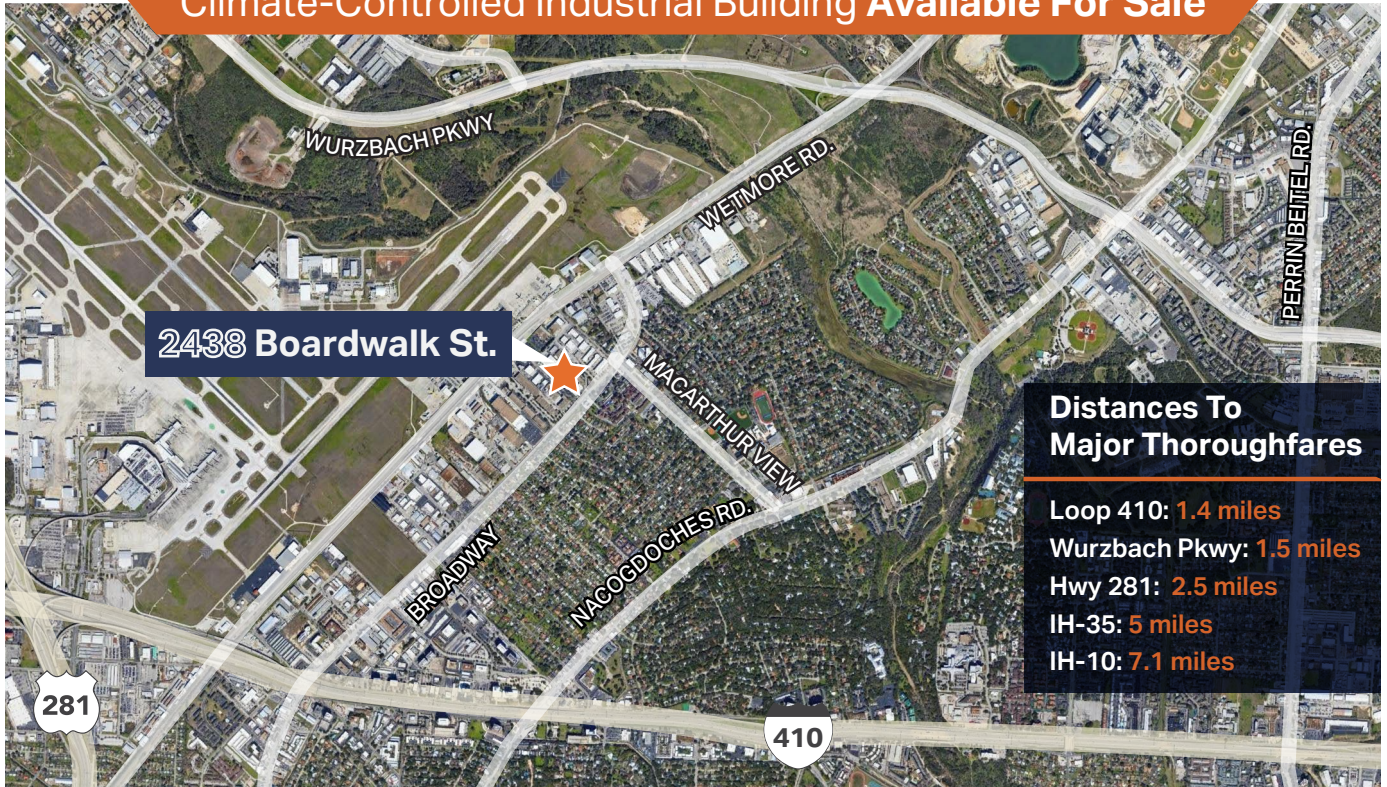 Climate-Controlled Industrial Building Available For Sale
WURZBACH PKWY
WETMORE RD.
PERRIN BEITEL RD.
2438 Boardwalk St.
MACARTHUR VIEW
BROADWAY
NACOGDOCHES RD.
Distances To
Major Thoroughfares
Loop 410: 1.4 miles
Wurzbach Pkwy: 1.5 miles
Hwy 281: 2.5 miles
IH-35: 5 miles
IH-10: 7.1 miles
281
410